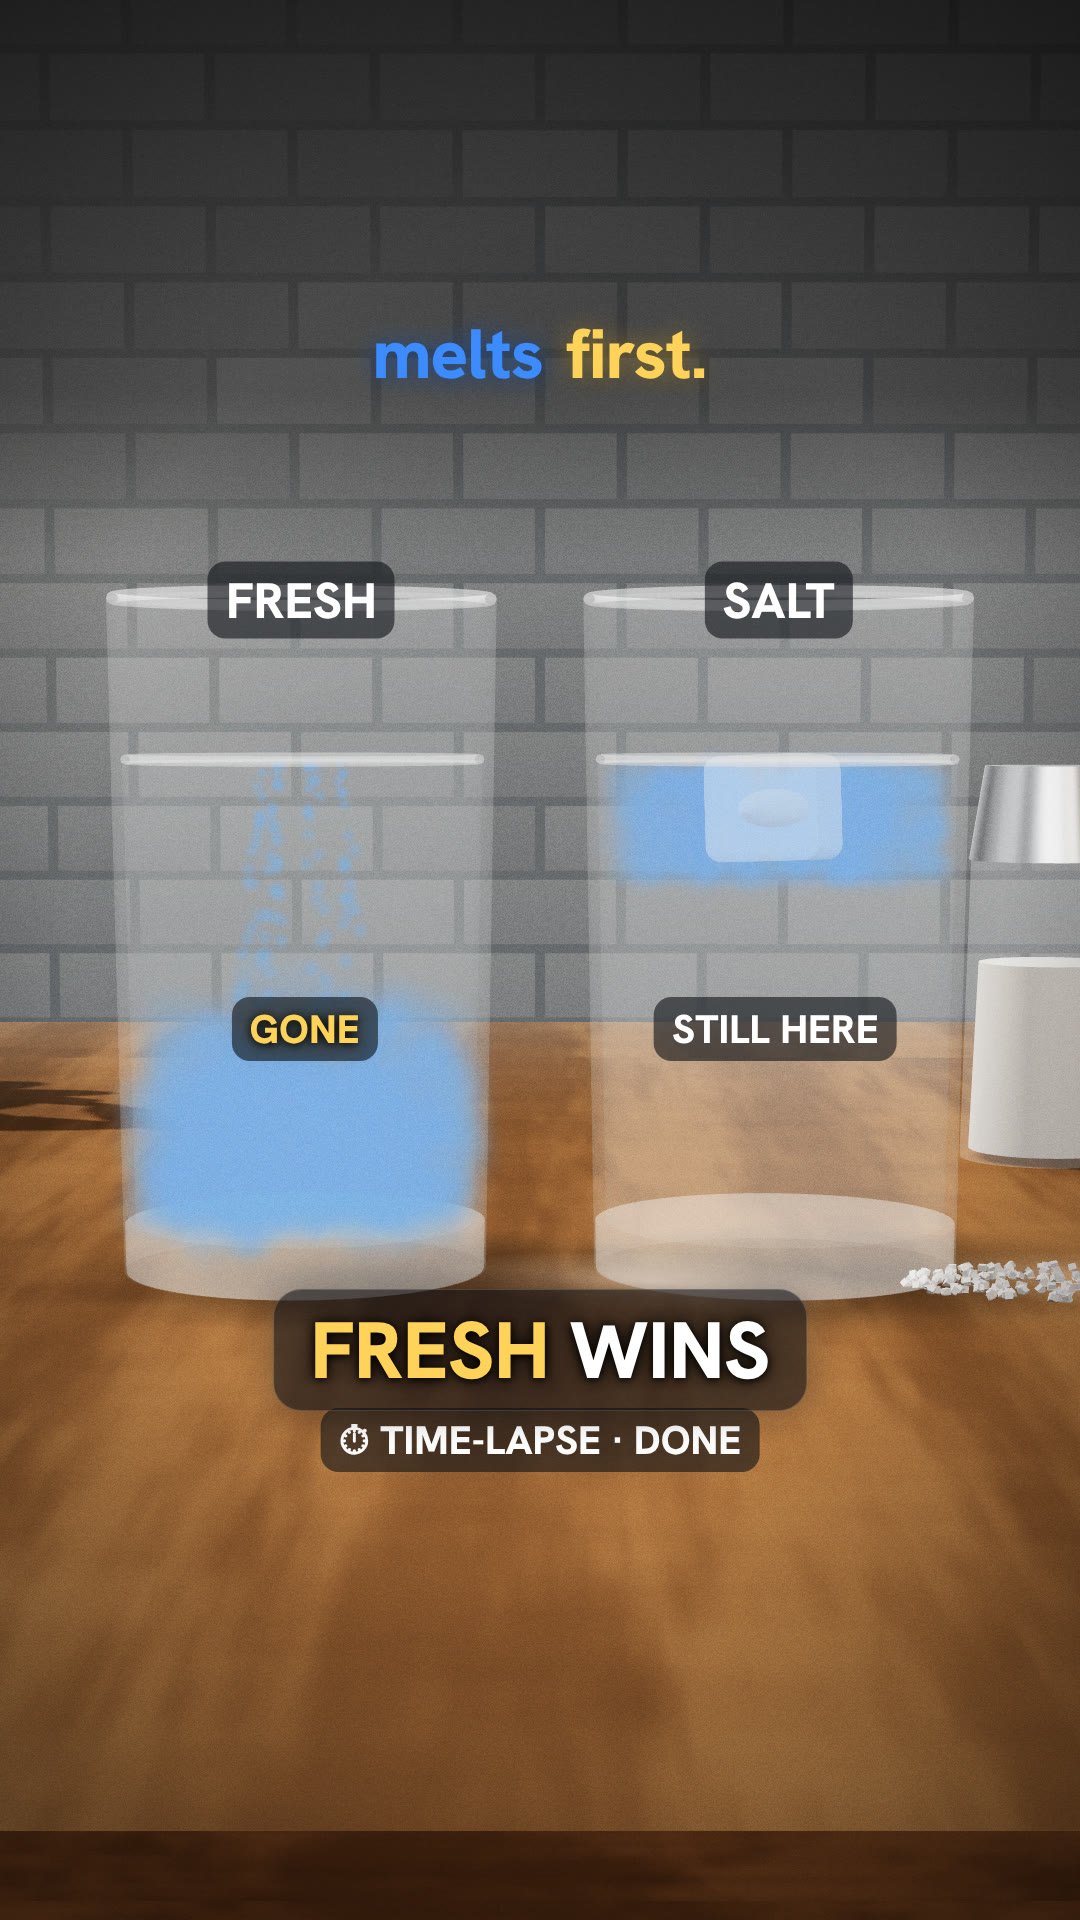 melts first.
FRESH
SALT
GONE
STILL HERE
FRESH WINS
⏱ TIME-LAPSE · DONE